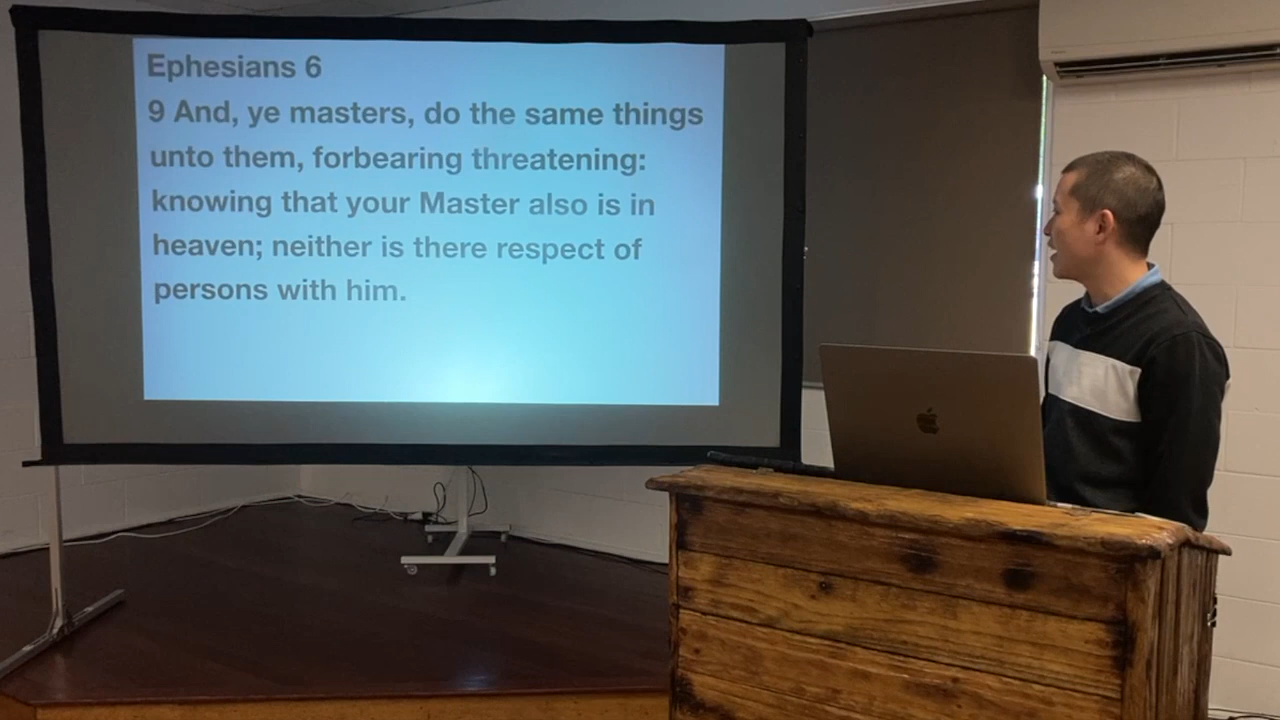 Ephesians 6
9 And, ye masters, do the same things
unto them, forbearing threatening:
knowing that your Master also is in
heaven; neither is there respect of
persons with him.